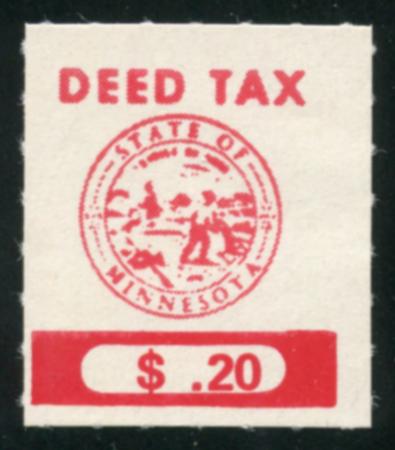 DEED TAX
STATE OF
MINNESOTA
$ .20